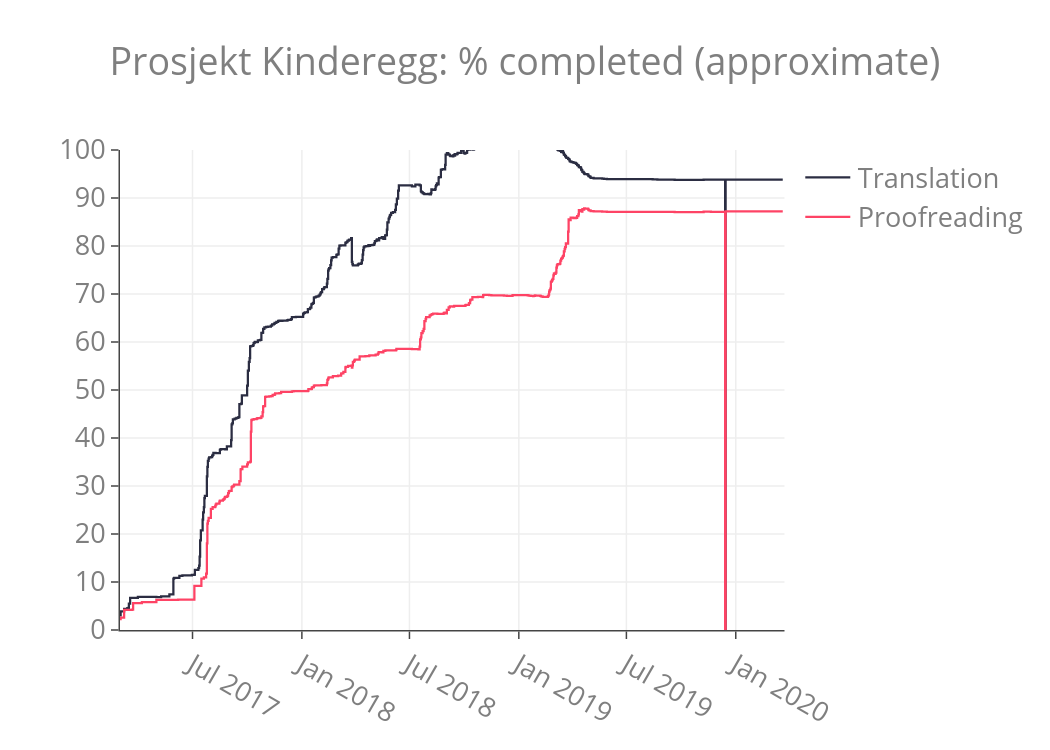 Prosjekt Kinderegg: % completed (approximate)
100
90
80
70
60
50
40
30
20
10
0
Translation
Proofreading
Jul 2017
Jan 2018
Jul 2018
Jan 2019
Jul 2019
Jan 2020